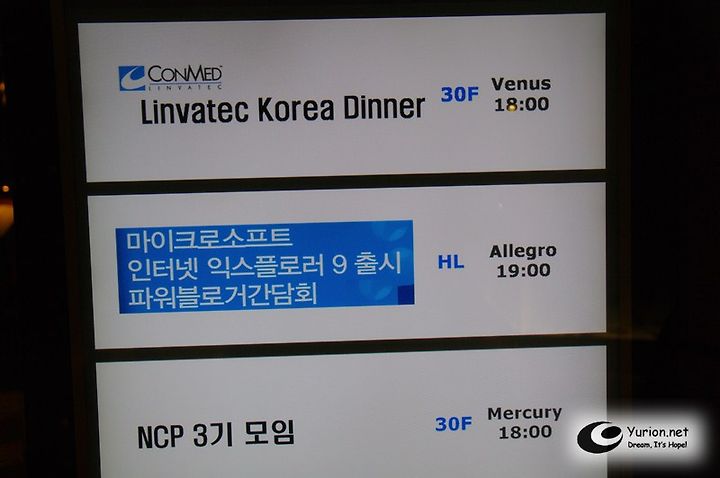 CONMED™
LINVATEC
Linvatec Korea Dinner
30F
Venus
18:00
마이크로소프트
인터넷 익스플로러 9 출시
파워블로거간담회
HL
Allegro
19:00
NCP 3기 모임
30F
Mercury
18:00
Yurion.net
Dream, It's Hope!